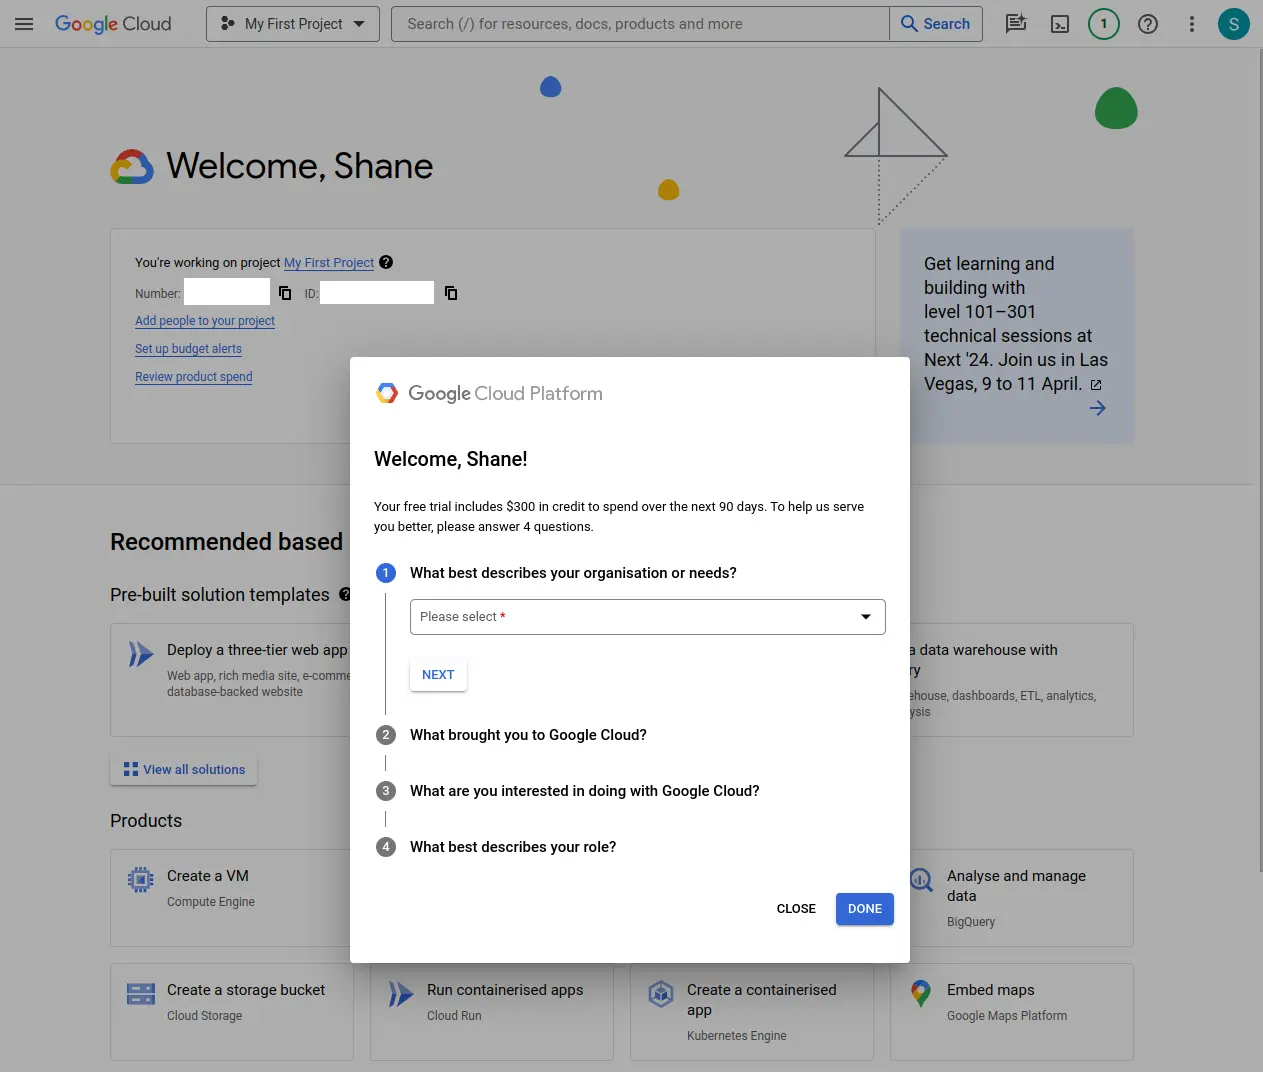 Google Cloud
My First Project
Search (/) for resources, docs, products and more
Search
1
S
Welcome, Shane
You're working on project My First Project
Number:
ID:
Add people to your project
Set up budget alerts
Review product spend
Get learning and
building with
level 101–301
technical sessions at
Next '24. Join us in Las
Vegas, 9 to 11 April.
Google Cloud Platform
Welcome, Shane!
Your free trial includes $300 in credit to spend over the next 90 days. To help us serve
you better, please answer 4 questions.
1 What best describes your organisation or needs?
Please select *
NEXT
2 What brought you to Google Cloud?
3 What are you interested in doing with Google Cloud?
4 What best describes your role?
CLOSE
DONE
Recommended based
Pre-built solution templates
Deploy a three-tier web app
Web app, rich media site, e-comme
database-backed website
a data warehouse with
ry
ehouse, dashboards, ETL, analytics,
ysis
View all solutions
Products
Create a VM
Compute Engine
Analyse and manage
data
BigQuery
Create a storage bucket
Cloud Storage
Run containerised apps
Cloud Run
Create a containerised
app
Kubernetes Engine
Embed maps
Google Maps Platform